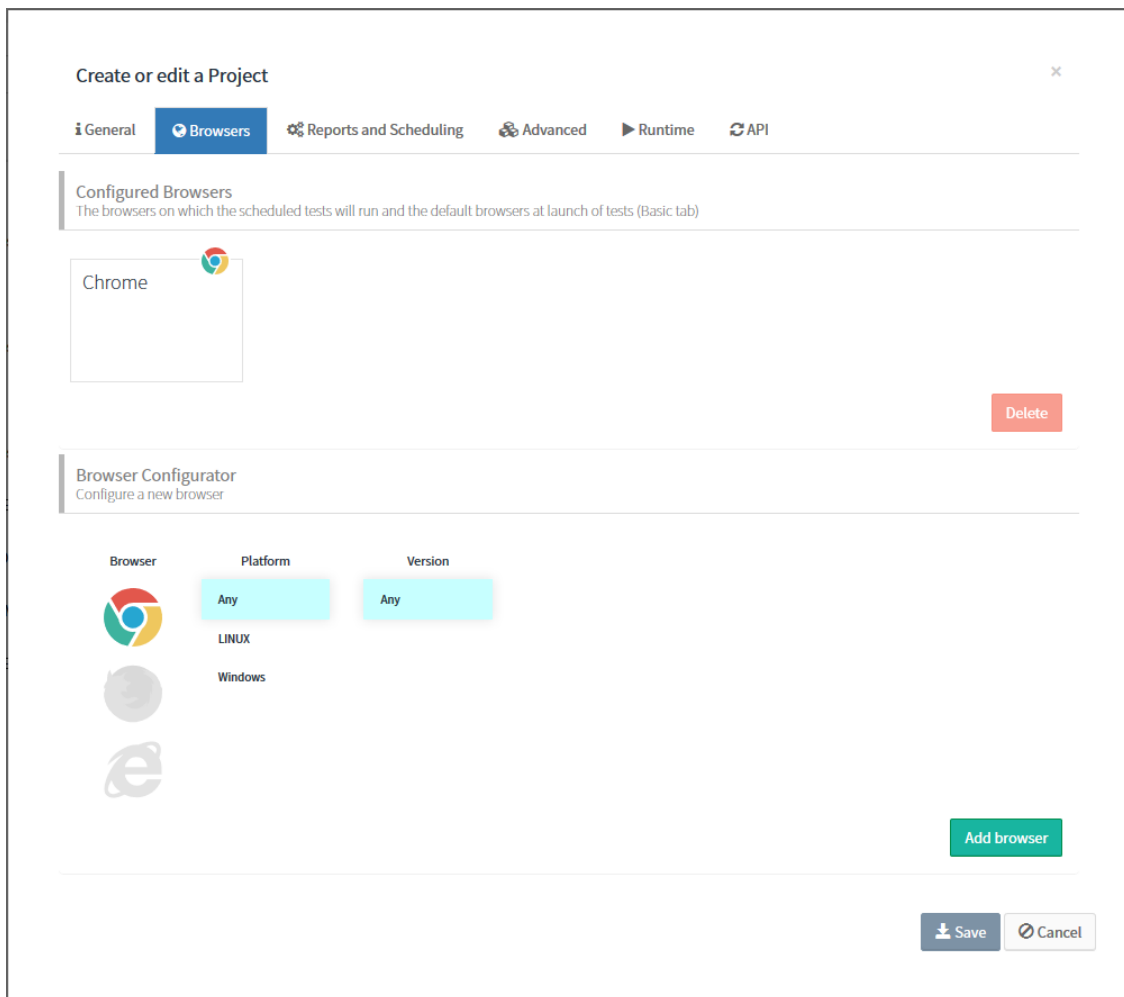 Create or edit a Project
×
General
Browsers
Reports and Scheduling
Advanced
Runtime
API
Configured Browsers
The browsers on which the scheduled tests will run and the default browsers at launch of tests (Basic tab)
Chrome
Delete
Browser Configurator
Configure a new browser
Browser Platform Version
Any Any
LINUX
Windows
Add browser
Save Cancel